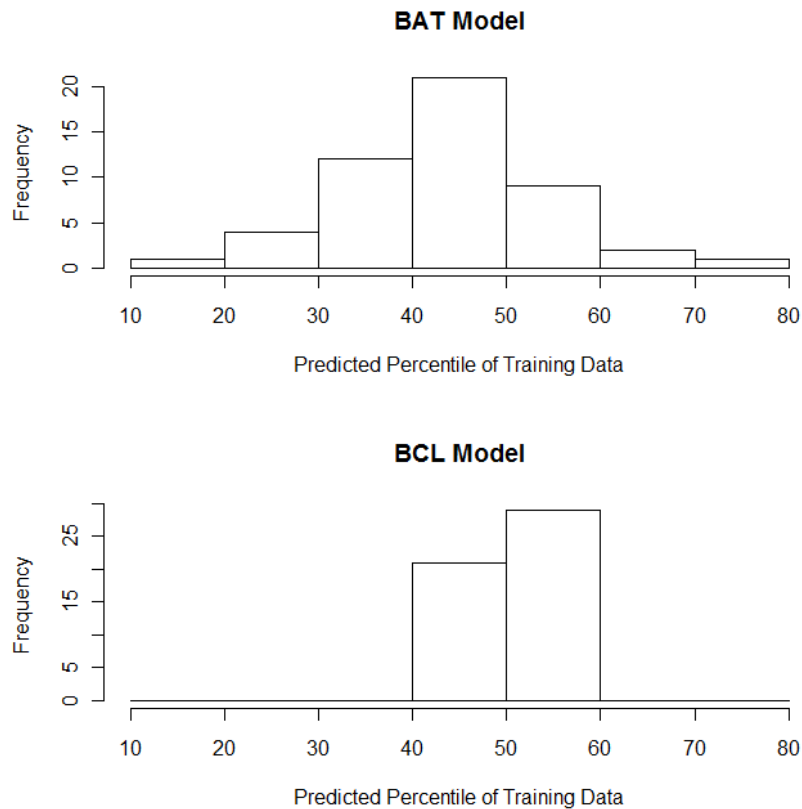 BAT Model
Frequency
20
15
10
5
0
10 20 30 40 50 60 70 80
Predicted Percentile of Training Data
BCL Model
Frequency
25
15
5
0
10 20 30 40 50 60 70 80
Predicted Percentile of Training Data